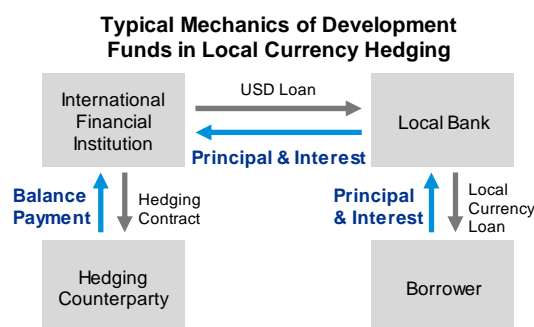 Typical Mechanics of Development
Funds in Local Currency Hedging
International
Financial
Institution
USD Loan
Principal & Interest
Local Bank
Balance
Payment
Hedging
Contract
Principal
& Interest
Local
Currency
Loan
Hedging
Counterparty
Borrower